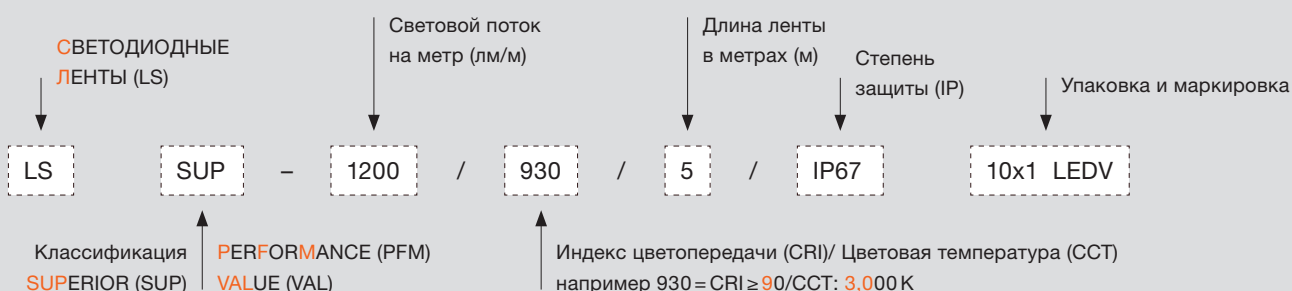 СВЕТОДИОДНЫЕ
ЛЕНТЫ (LS)
Световой поток
на метр (лм/м)
Длина ленты
в метрах (м)
Степень
защиты (IP)
Упаковка и маркировка
LS SUP – 1200 / 930 / 5 / IP67 10x1 LEDV
Классификация
SUPERIOR (SUP)
PERFORMANCE (PFM)
VALUE (VAL)
Индекс цветопередачи (CRI)/ Цветовая температура (CCT)
например 930 = CRI ≥ 90/CCT: 3,000 K